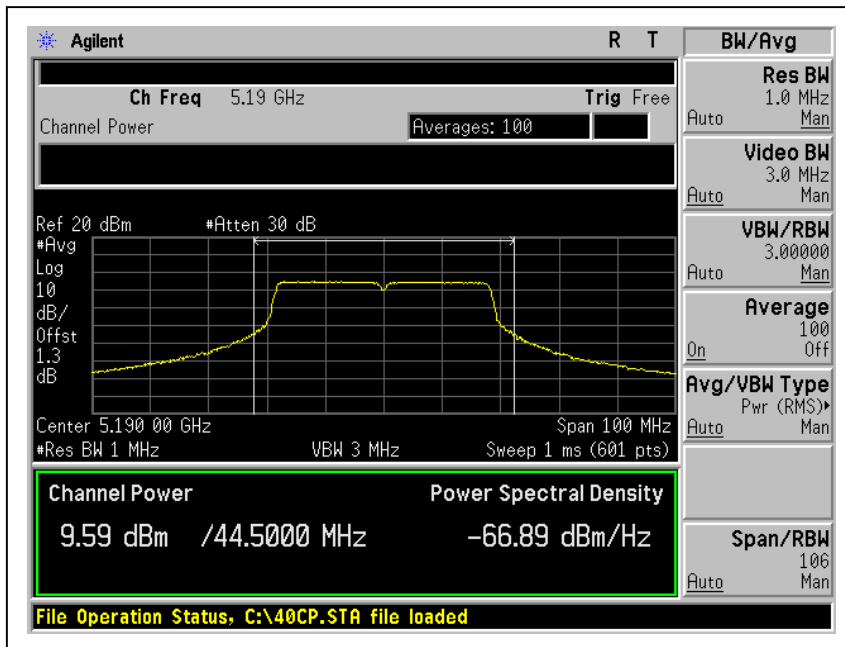 Agilent R T
Ch Freq 5.19 GHz Trig Free
Channel Power Averages: 100
Ref 20 dBm #Atten 30 dB
#Avg
Log
10
dB/
Offst
1.3
dB
Center 5.190 00 GHz Span 100 MHz
#Res BW 1 MHz VBW 3 MHz Sweep 1 ms (601 pts)
Channel Power Power Spectral Density
9.59 dBm /44.5000 MHz -66.89 dBm/Hz
File Operation Status, C:\40CP.STA file loaded
BW/Avg
Res BW
1.0 MHz
Auto Man
Video BW
3.0 MHz
Auto Man
VBW/RBW
3.00000
Auto Man
Average
100
On Off
Avg/VBW Type
Pwr (RMS)▸
Auto Man
Span/RBW
106
Auto Man